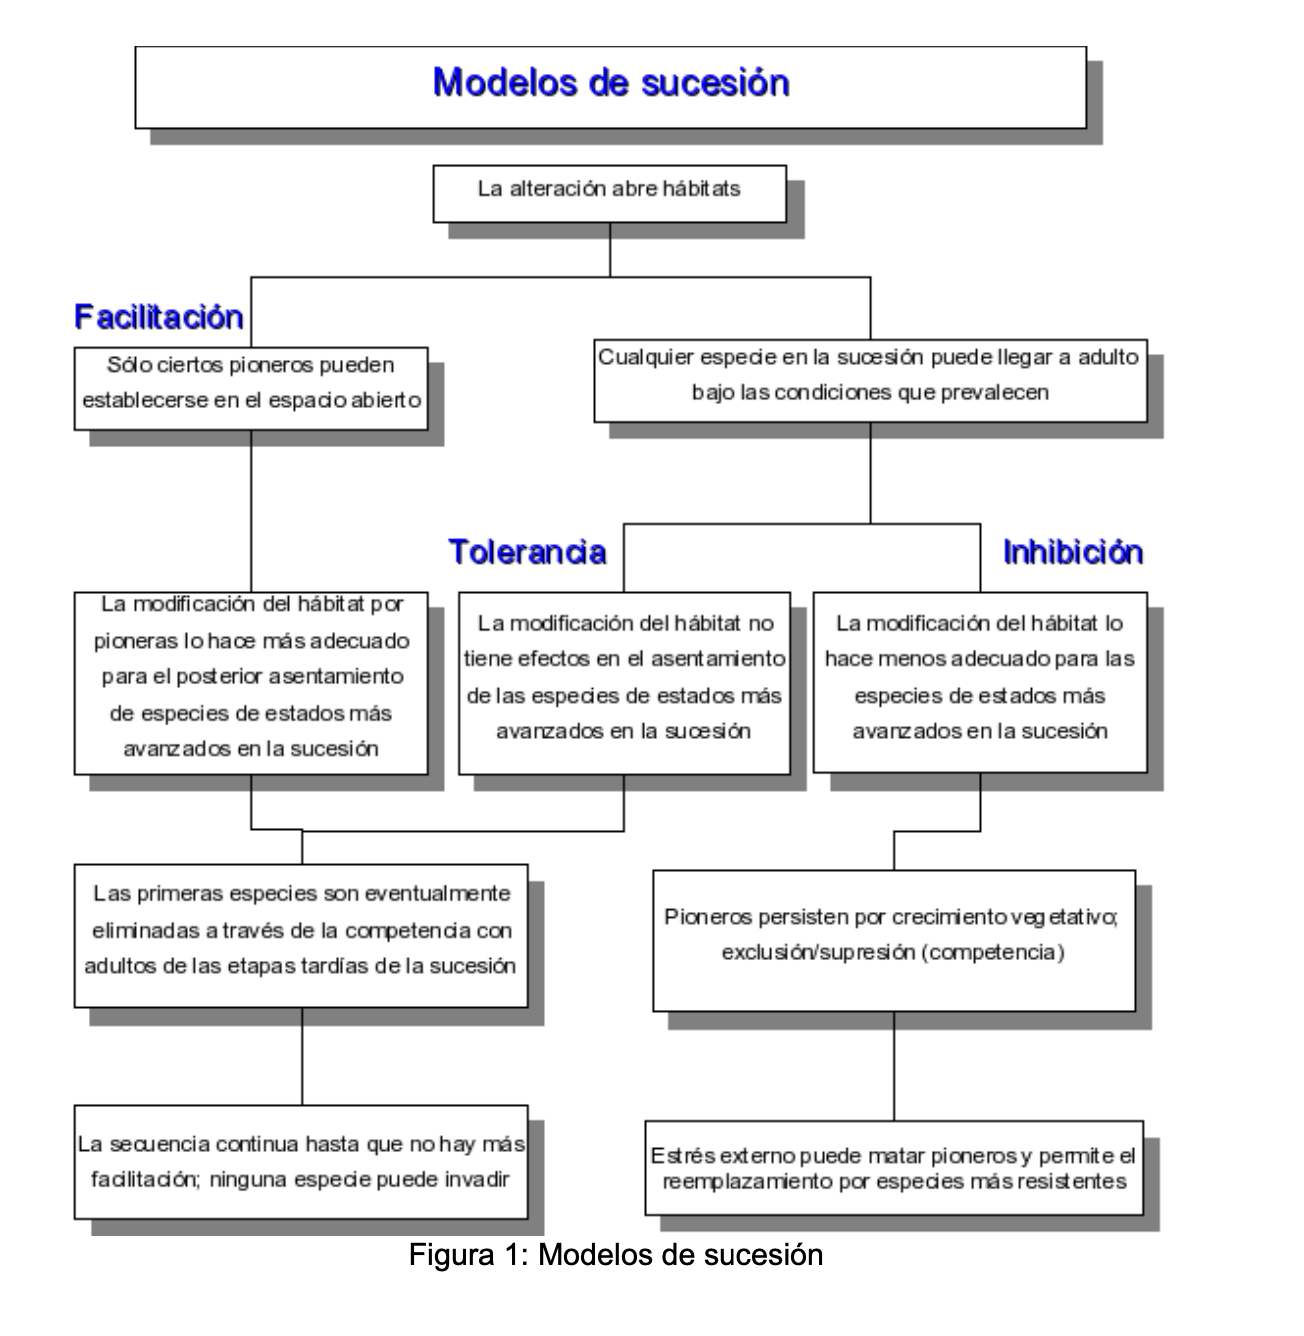 Modelos de sucesión
La alteración abre hábitats
Facilitación
Sólo ciertos pioneros pueden
establecerse en el espacio abierto
Cualquier especie en la sucesión puede llegar a adulto
bajo las condiciones que prevalecen
Tolerancia
Inhibición
La modificación del hábitat por
pioneras lo hace más adecuado
para el posterior asentamiento
de especies de estados más
avanzados en la sucesión
La modificación del hábitat no
tiene efectos en el asentamiento
de las especies de estados más
avanzados en la sucesión
La modificación del hábitat lo
hace menos adecuado para las
especies de estados más
avanzados en la sucesión
Las primeras especies son eventualmente
eliminadas a través de la competencia con
adultos de las etapas tardías de la sucesión
Pioneros persisten por crecimiento vegetativo;
exclusión/supresión (competencia)
La secuencia continua hasta que no hay más
facilitación; ninguna especie puede invadir
Estrés externo puede matar pioneros y permite el
reemplazamiento por especies más resistentes
Figura 1: Modelos de sucesión